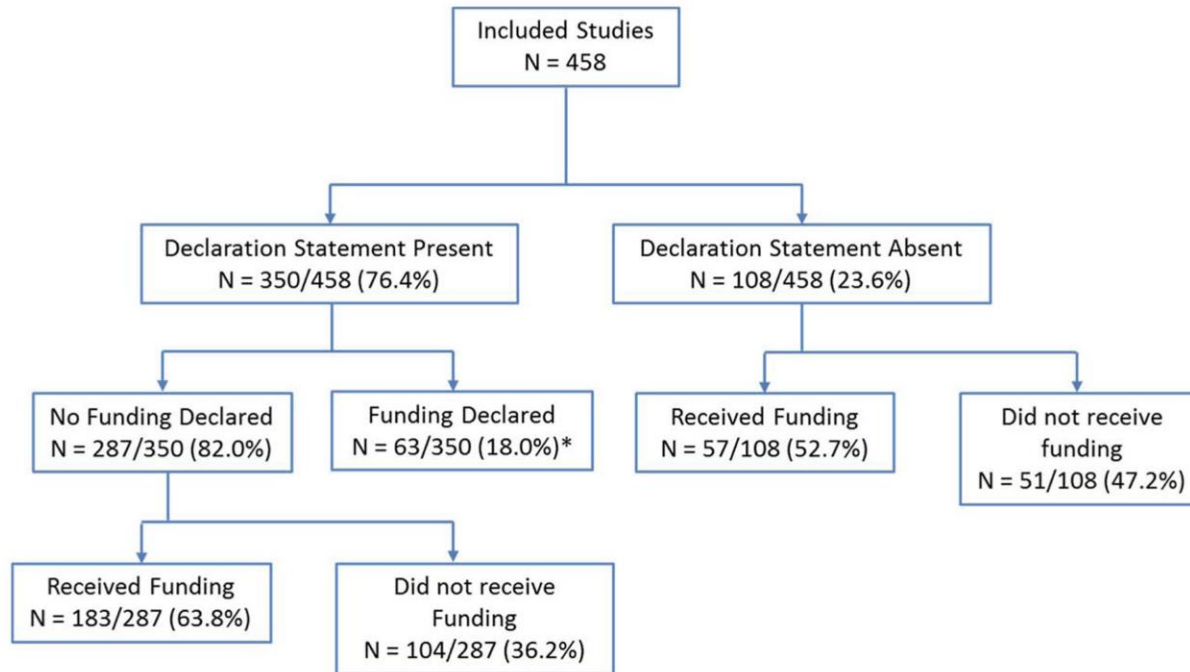 Included Studies
N = 458
Declaration Statement Present
N = 350/458 (76.4%)
Declaration Statement Absent
N = 108/458 (23.6%)
No Funding Declared
N = 287/350 (82.0%)
Funding Declared
N = 63/350 (18.0%)*
Received Funding
N = 57/108 (52.7%)
Did not receive
funding
N = 51/108 (47.2%)
Received Funding
N = 183/287 (63.8%)
Did not receive
Funding
N = 104/287 (36.2%)